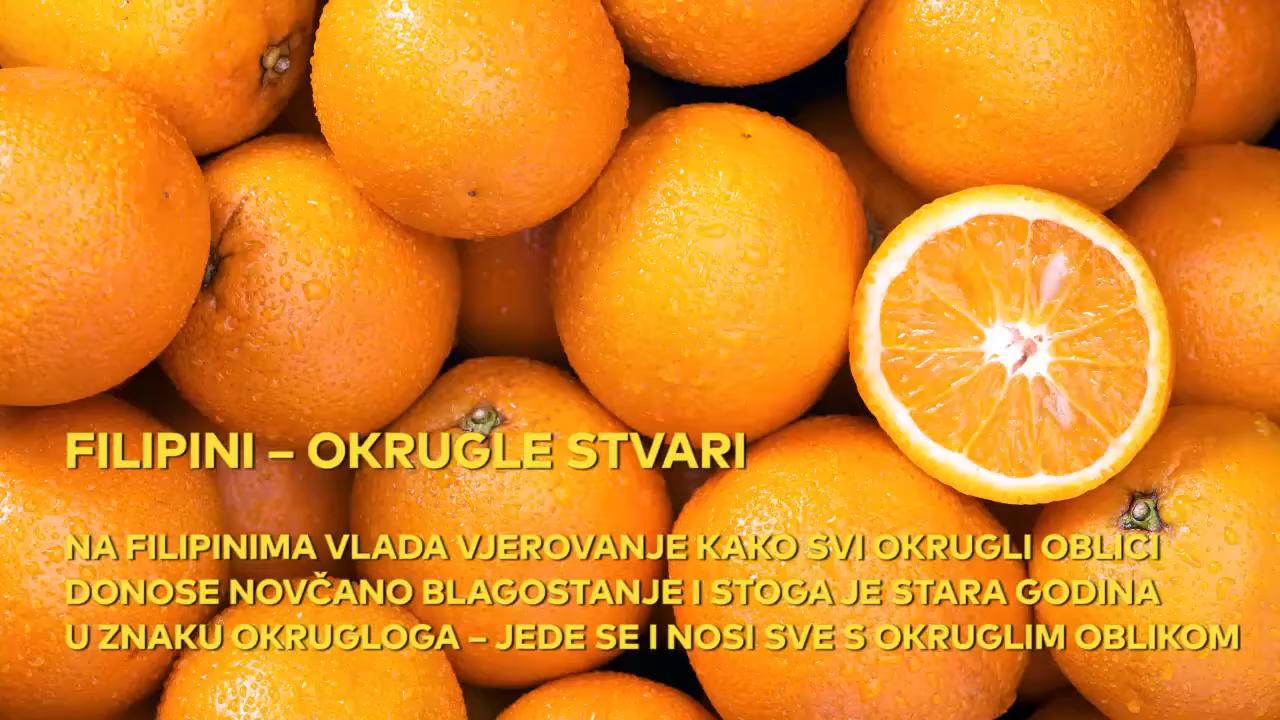 FILIPINI – OKRUGLE STVARI
NA FILIPINIMA VLADA VJEROVANJE KAKO SVI OKRUGLI OBLICI
DONOSE NOVČANO BLAGOSTANJE I STOGA JE STARA GODINA
U ZNAKU OKRUGLOGA – JEDE SE I NOSI SVE S OKRUGLIM OBLIKOM